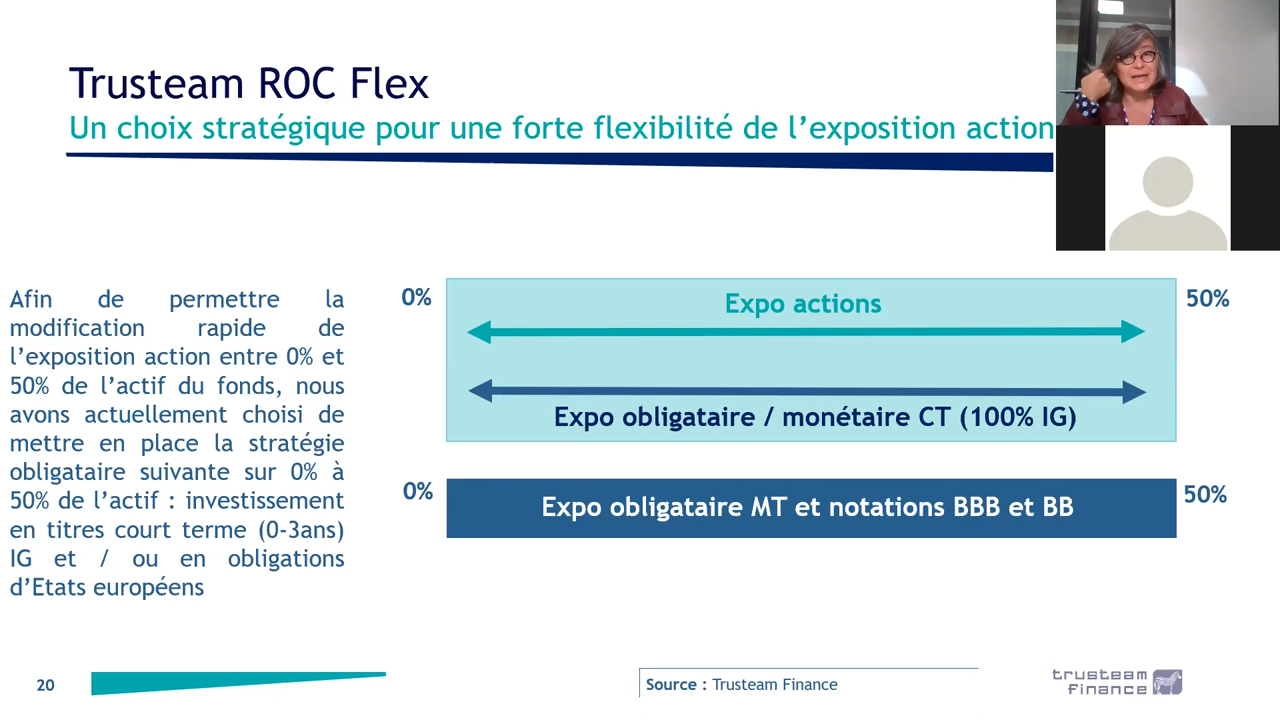 Trusteam ROC Flex
Un choix stratégique pour une forte flexibilité de l’exposition action
Afin de permettre la
modification rapide de
l’exposition action entre 0% et
50% de l’actif du fonds, nous
avons actuellement choisi de
mettre en place la stratégie
obligataire suivante sur 0% à
50% de l’actif : investissement
en titres court terme (0-3ans)
IG et / ou en obligations
d’Etats européens
0%
Expo actions
50%
Expo obligataire / monétaire CT (100% IG)
0%
Expo obligataire MT et notations BBB et BB
50%
20
Source : Trusteam Finance
trusteam
finance